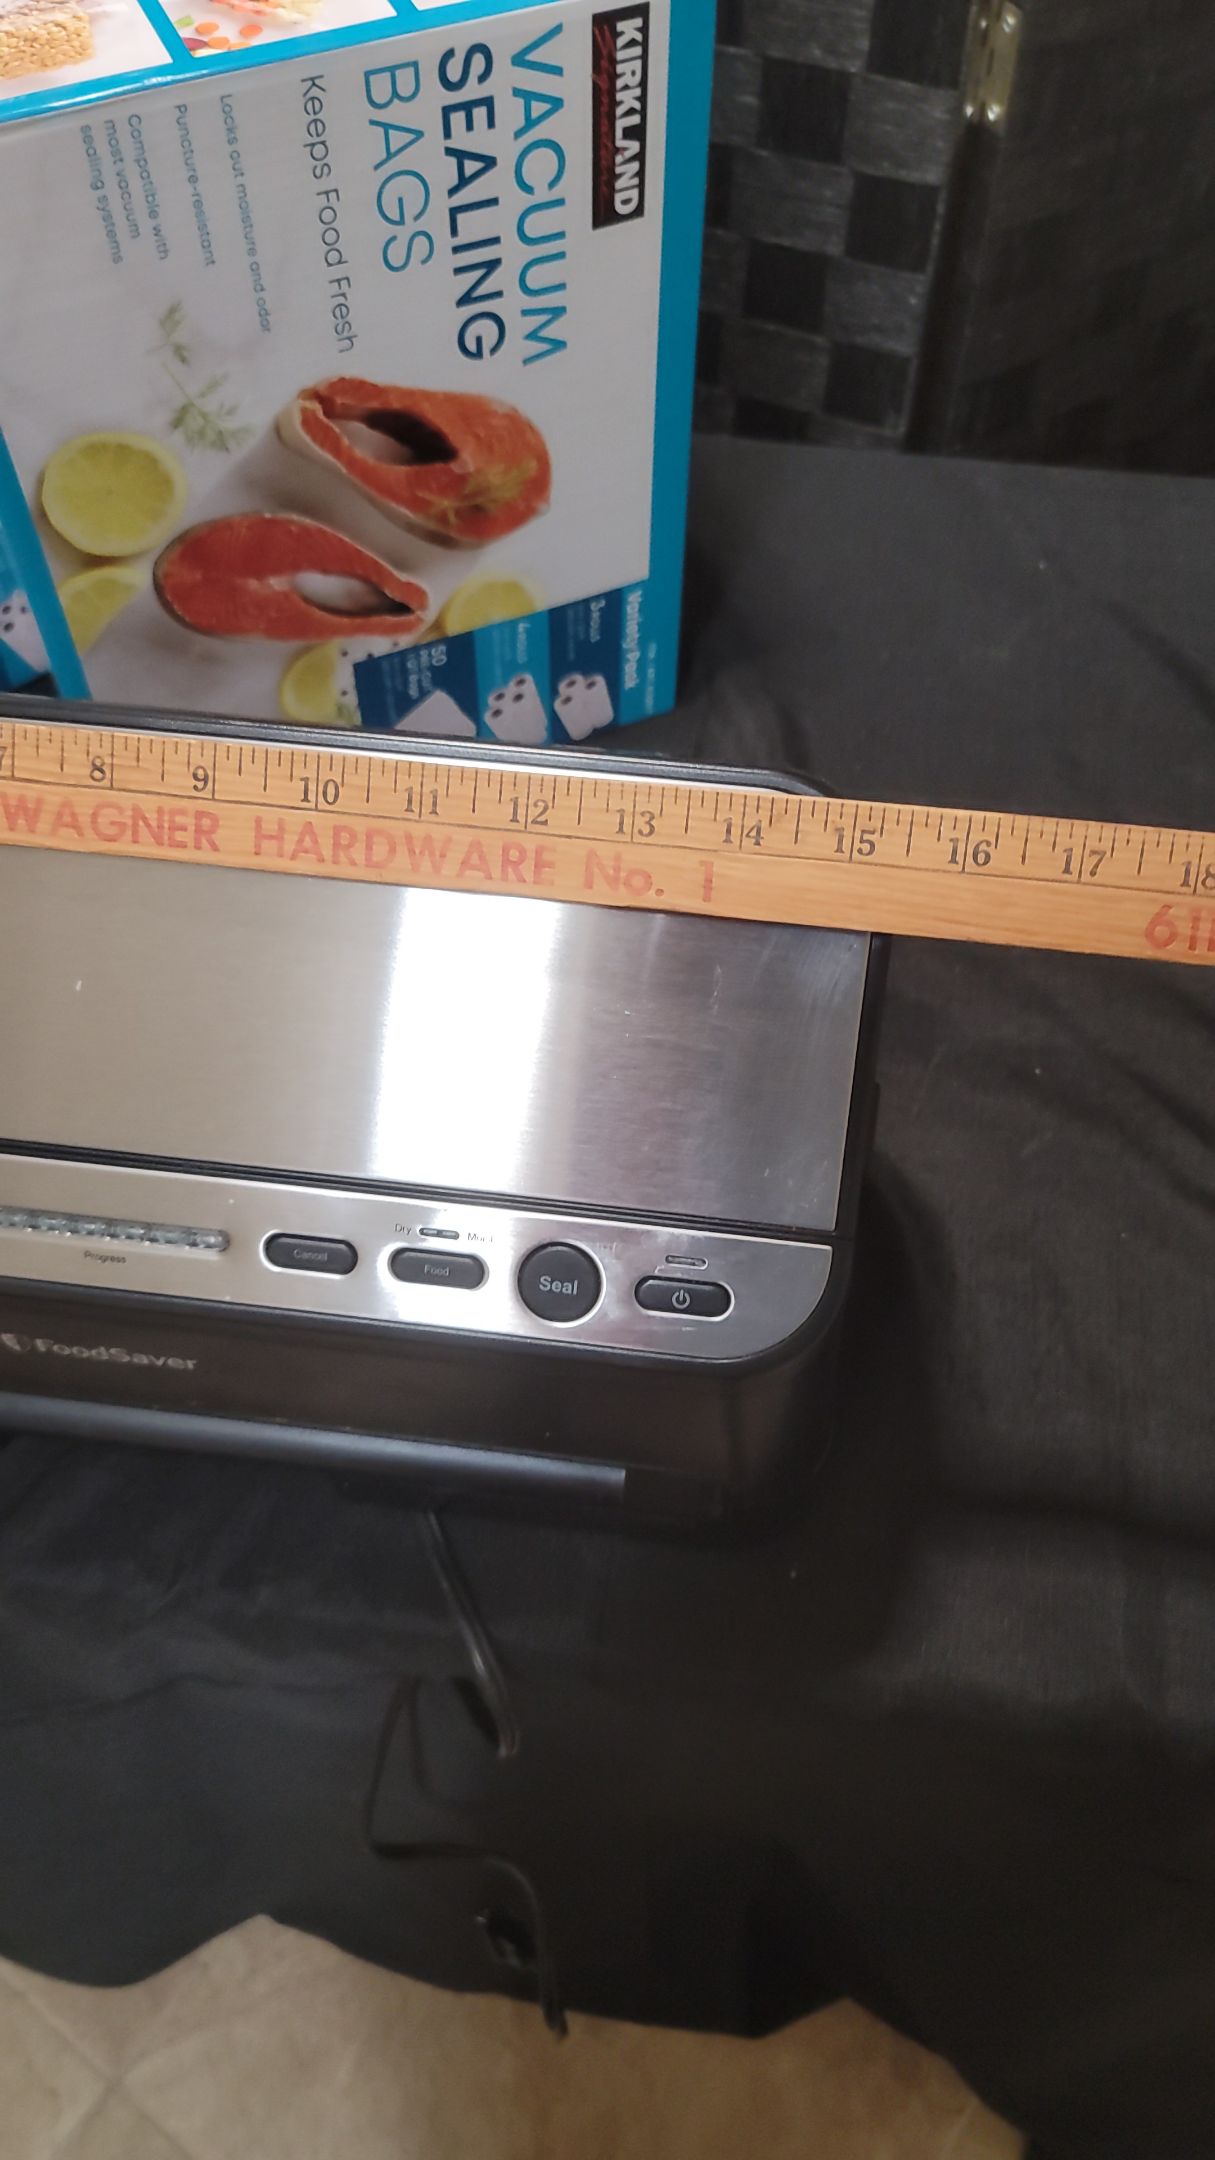 KIRKLAND
Signature
VACUUM
SEALING
BAGS
Keeps Food Fresh
Locks out moisture and odor
Puncture-resistant
Compatible with
most vacuum
sealing systems
Variety Pack
50
7 8 9 10 11 12 13 14 15 16 17 18
WAGNER HARDWARE No. 1
Progress
Cancel
Dry
Moist
Food
Seal
FoodSaver